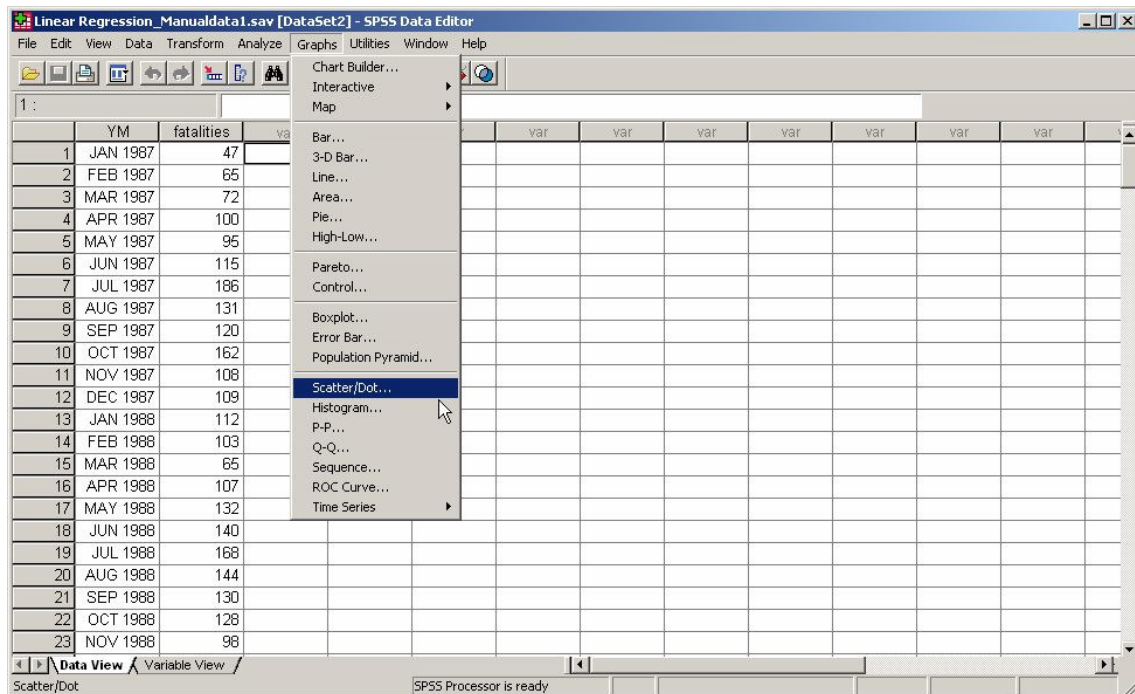 Linear Regression_Manualdata1.sav [DataSet2] - SPSS Data Editor
File Edit View Data Transform Analyze Graphs Utilities Window Help
1 :
Chart Builder...
Interactive
Map
Bar...
3-D Bar...
Line...
Area...
Pie...
High-Low...
Pareto...
Control...
Boxplot...
Error Bar...
Population Pyramid...
Scatter/Dot...
Histogram...
P-P...
Q-Q...
Sequence...
ROC Curve...
Time Series
YM fatalities va var var var var var var var
1 JAN 1987 47
2 FEB 1987 65
3 MAR 1987 72
4 APR 1987 100
5 MAY 1987 95
6 JUN 1987 115
7 JUL 1987 186
8 AUG 1987 131
9 SEP 1987 120
10 OCT 1987 162
11 NOV 1987 108
12 DEC 1987 109
13 JAN 1988 112
14 FEB 1988 103
15 MAR 1988 65
16 APR 1988 107
17 MAY 1988 132
18 JUN 1988 140
19 JUL 1988 168
20 AUG 1988 144
21 SEP 1988 130
22 OCT 1988 128
23 NOV 1988 98
Data View Variable View
Scatter/Dot SPSS Processor is ready